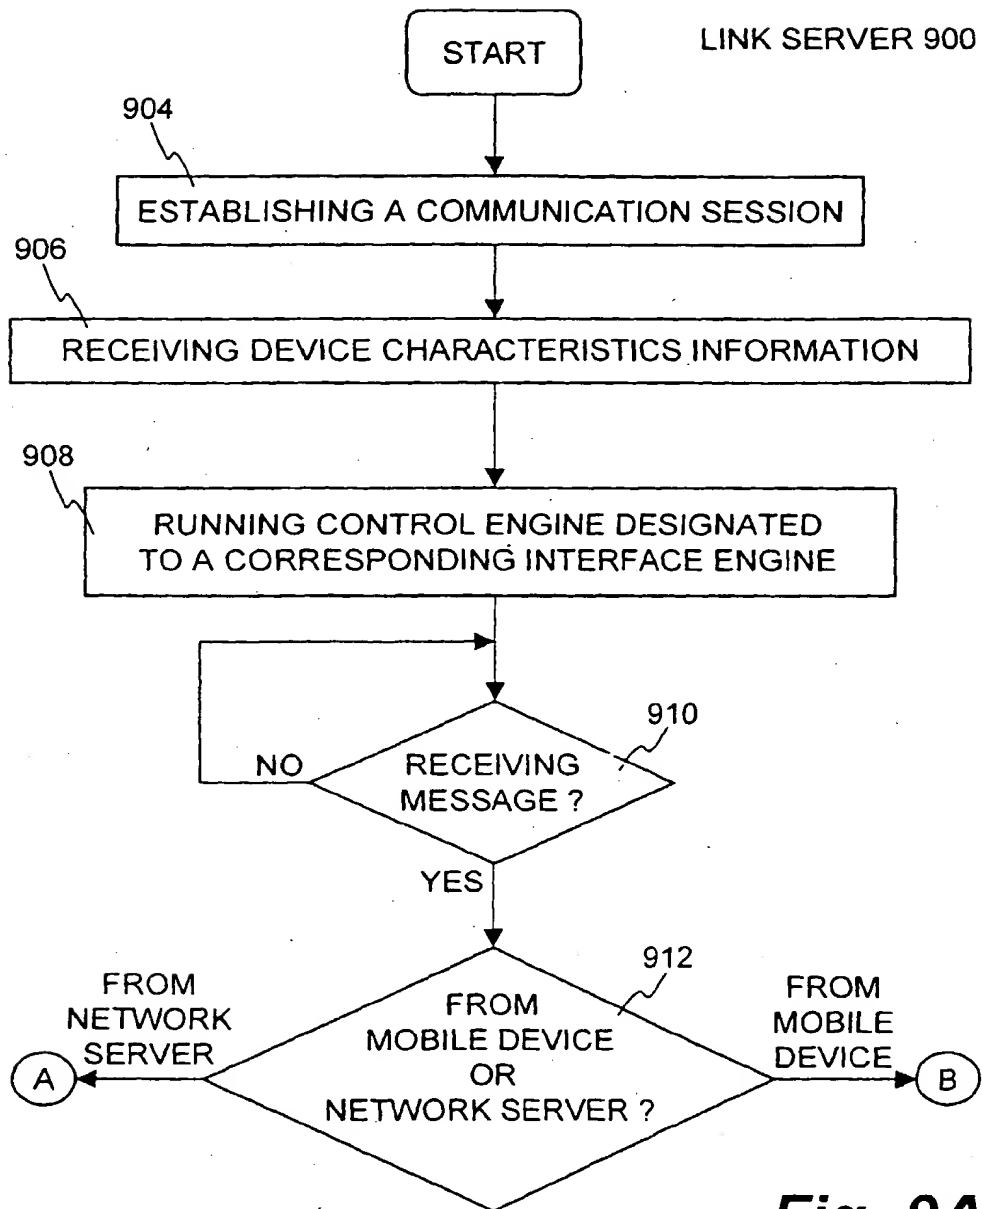 START
LINK SERVER 900
904
ESTABLISHING A COMMUNICATION SESSION
906
RECEIVING DEVICE CHARACTERISTICS INFORMATION
908
RUNNING CONTROL ENGINE DESIGNATED
TO A CORRESPONDING INTERFACE ENGINE
910
NO
RECEIVING
MESSAGE ?
YES
912
FROM
NETWORK
SERVER
FROM
MOBILE DEVICE
OR
NETWORK SERVER ?
FROM
MOBILE
DEVICE
A
B
Fig. 9A